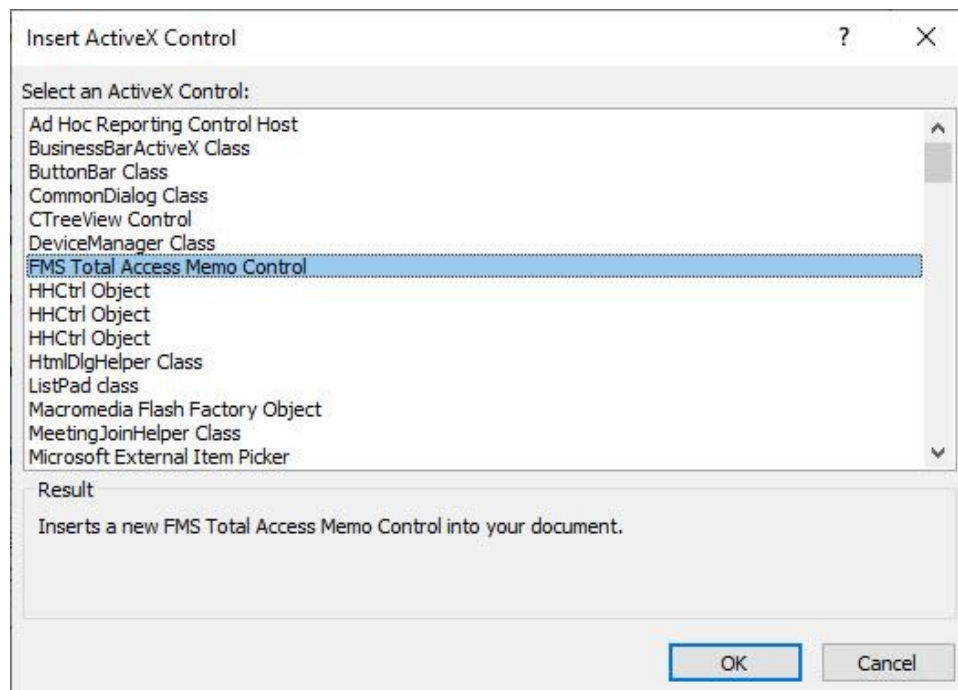 Insert ActiveX Control
?
Select an ActiveX Control:
Ad Hoc Reporting Control Host
BusinessBarActiveX Class
ButtonBar Class
CommonDialog Class
CTreeView Control
DeviceManager Class
FMS Total Access Memo Control
HHCtrl Object
HHCtrl Object
HHCtrl Object
HtmlDlgHelper Class
ListPad class
Macromedia Flash Factory Object
MeetingJoinHelper Class
Microsoft External Item Picker
Result
Inserts a new FMS Total Access Memo Control into your document.
OK
Cancel